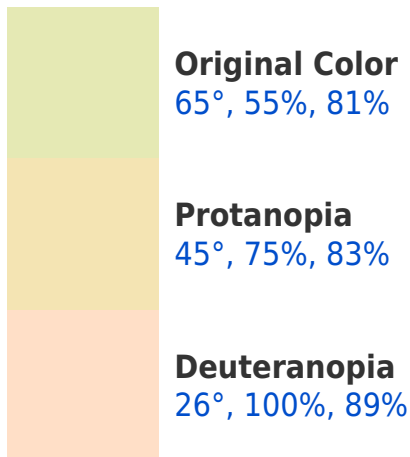 Original Color
65°, 55%, 81%
Protanopia
45°, 75%, 83%
Deuteranopia
26°, 100%, 89%